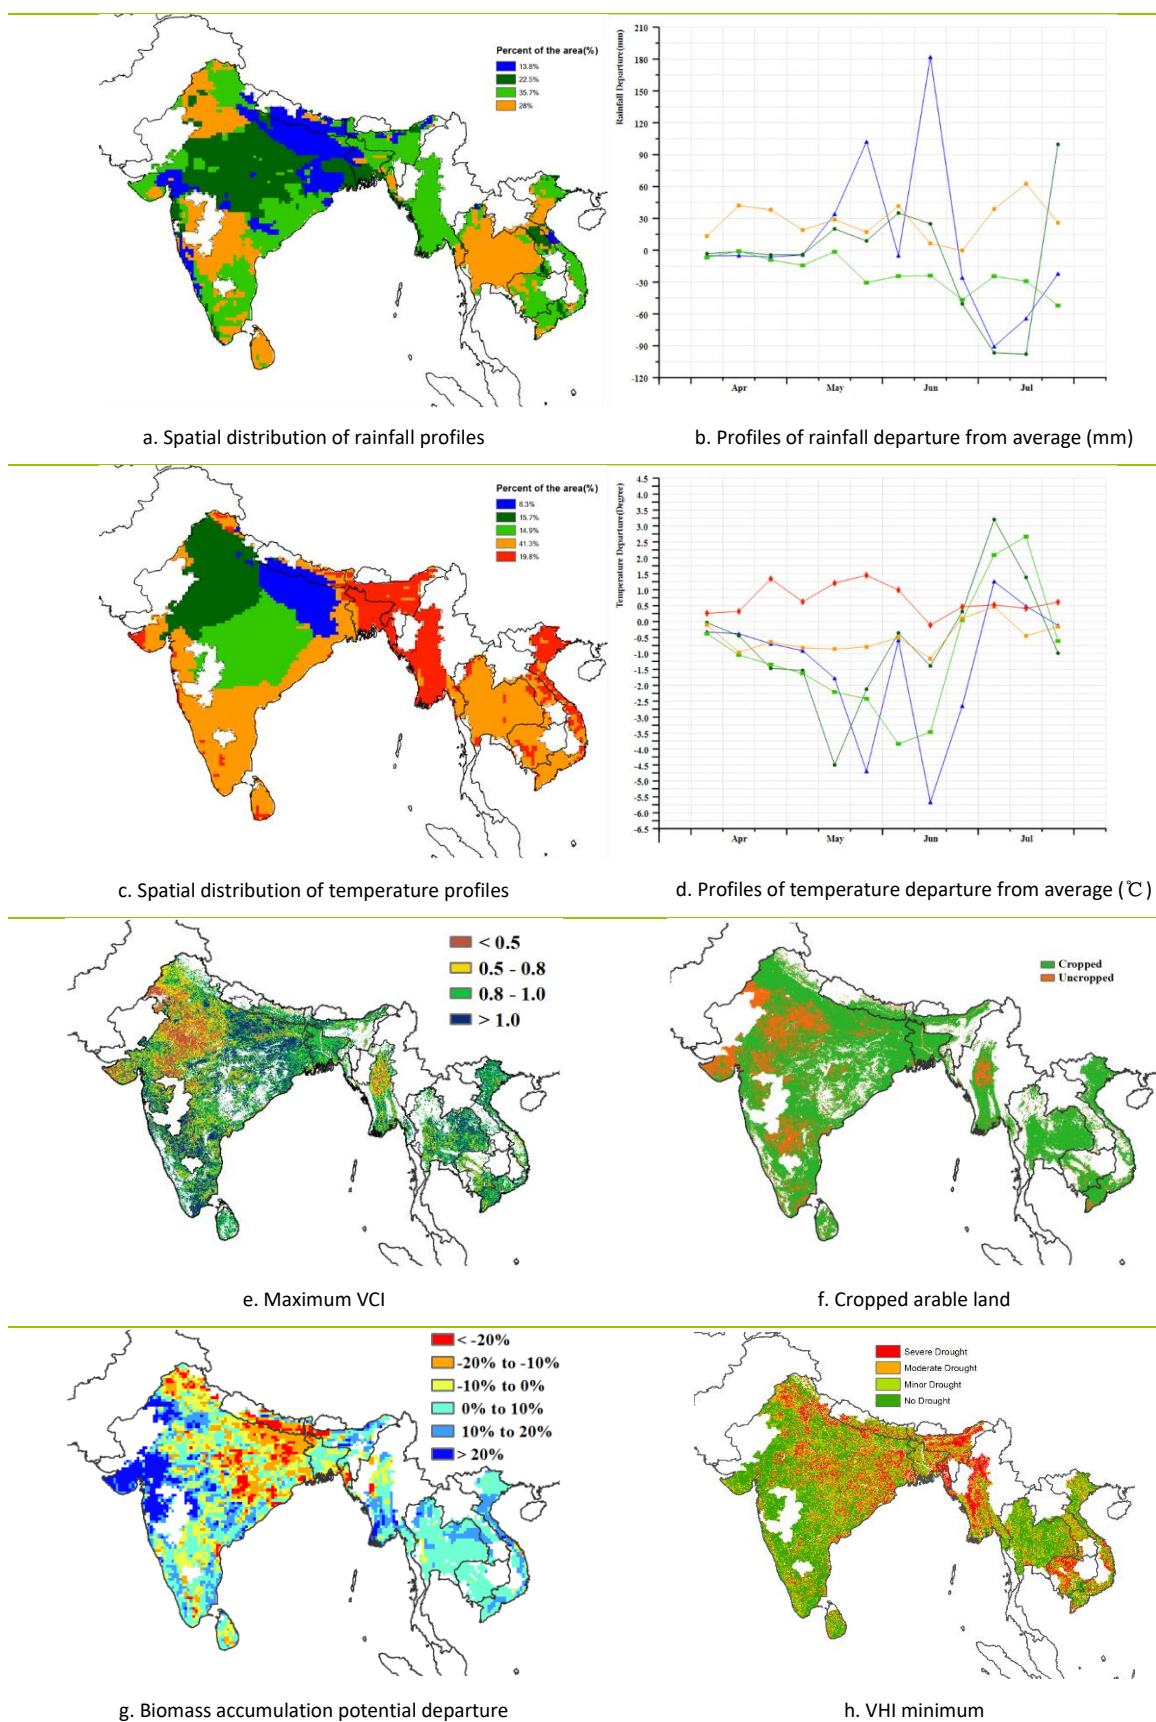 Percent of the area(%)
13.8%
22.5%
35.7%
28%
Rainfall Departure(mm)
210
180
150
120
90
60
30
0
-30
-60
-90
-120
Apr May Jun Jul
a. Spatial distribution of rainfall profiles
b. Profiles of rainfall departure from average (mm)
Percent of the area(%)
8.3%
15.7%
14.9%
41.3%
19.8%
Temperature Departure(Degree)
4.5
4.0
3.5
3.0
2.5
2.0
1.5
1.0
0.5
0.0
-0.5
-1.0
-1.5
-2.0
-2.5
-3.0
-3.5
-4.0
-4.5
-5.0
-5.5
-6.0
-6.5
Apr May Jun Jul
c. Spatial distribution of temperature profiles
d. Profiles of temperature departure from average (℃)
< 0.5
0.5 - 0.8
0.8 - 1.0
> 1.0
Cropped
Uncropped
e. Maximum VCI
f. Cropped arable land
< -20%
-20% to -10%
-10% to 0%
0% to 10%
10% to 20%
> 20%
Severe Drought
Moderate Drought
Minor Drought
No Drought
g. Biomass accumulation potential departure
h. VHI minimum